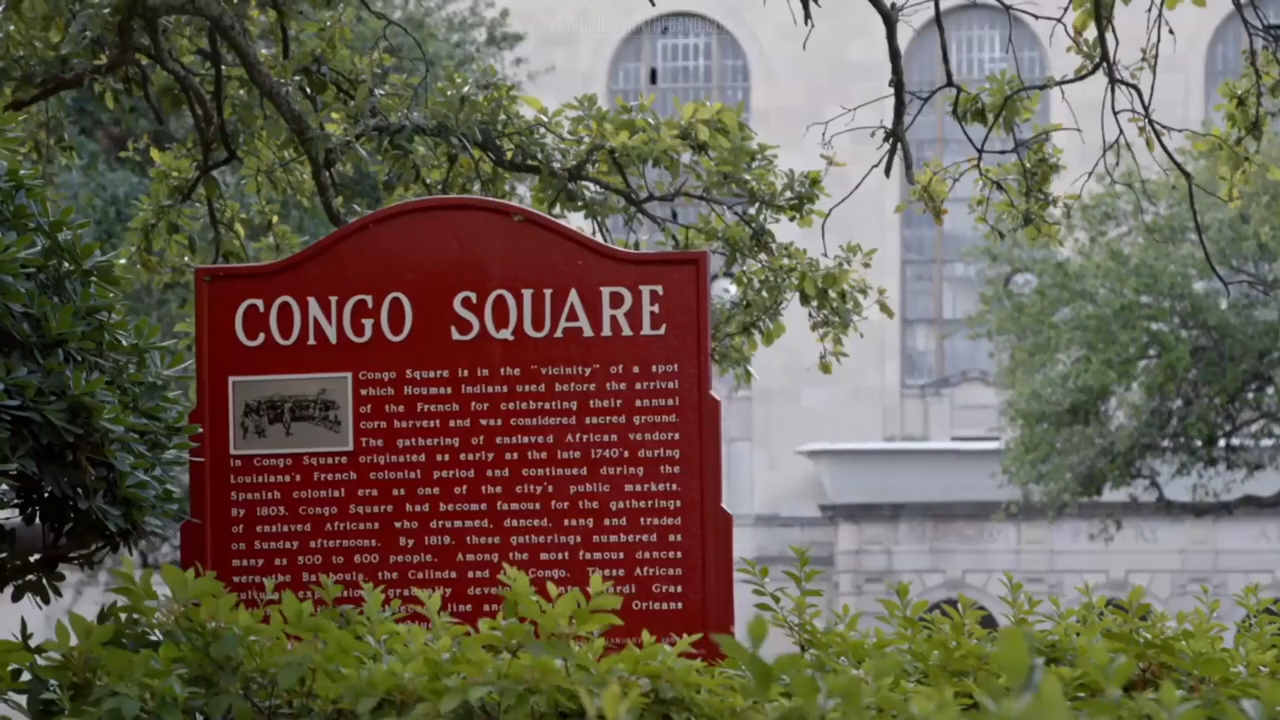 CONGO SQUARE
Congo Square is in the "vicinity" of a spot
which Houmas Indians used before the arrival
of the French for celebrating their annual
corn harvest and was considered sacred ground.
The gathering of enslaved African vendors
in Congo Square originated as early as the late 1740's during
Louisiana's French colonial period and continued during the
Spanish colonial era as one of the city's public markets.
By 1803, Congo Square had become famous for the gatherings
of enslaved Africans who drummed, danced, sang and traded
on Sunday afternoons. By 1819, these gatherings numbered as
many as 500 to 600 people. Among the most famous dances
were the Bamboula, the Calinda and Congo. These African
gradually Gras
line Orleans